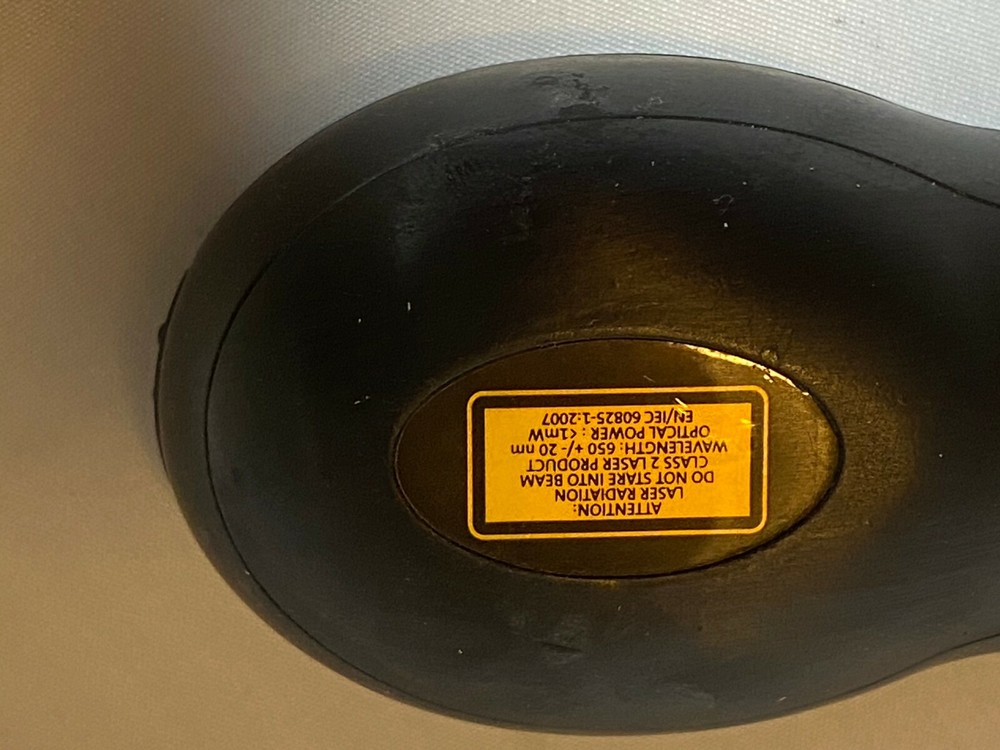 ATTENTION:
LASER RADIATION
DO NOT STARE INTO BEAM
CLASS 2 LASER PRODUCT
WAVELENGTH: 650 +/- 20 nm
OPTICAL POWER : <1mW
EN/IEC 60825-1:2007